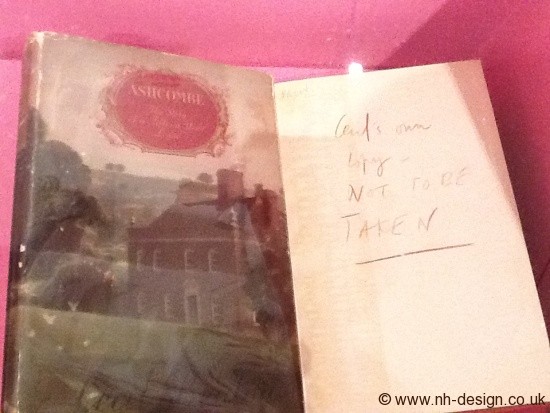 ASHCOMBE
Cecil's own
copy –
NOT TO BE
TAKEN
© www.nh-design.co.uk